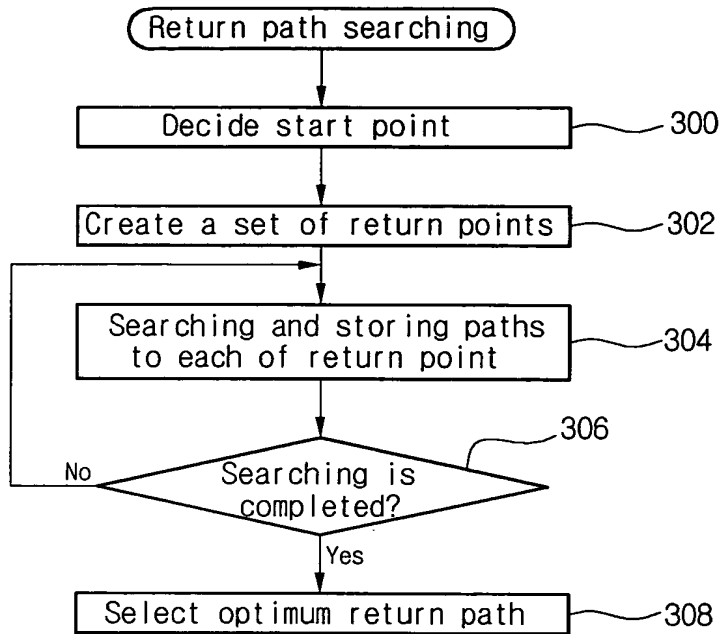 Return path searching
Decide start point
300
Create a set of return points
302
Searching and storing paths
to each of return point
304
306
No
Searching is
completed?
Yes
Select optimum return path
308